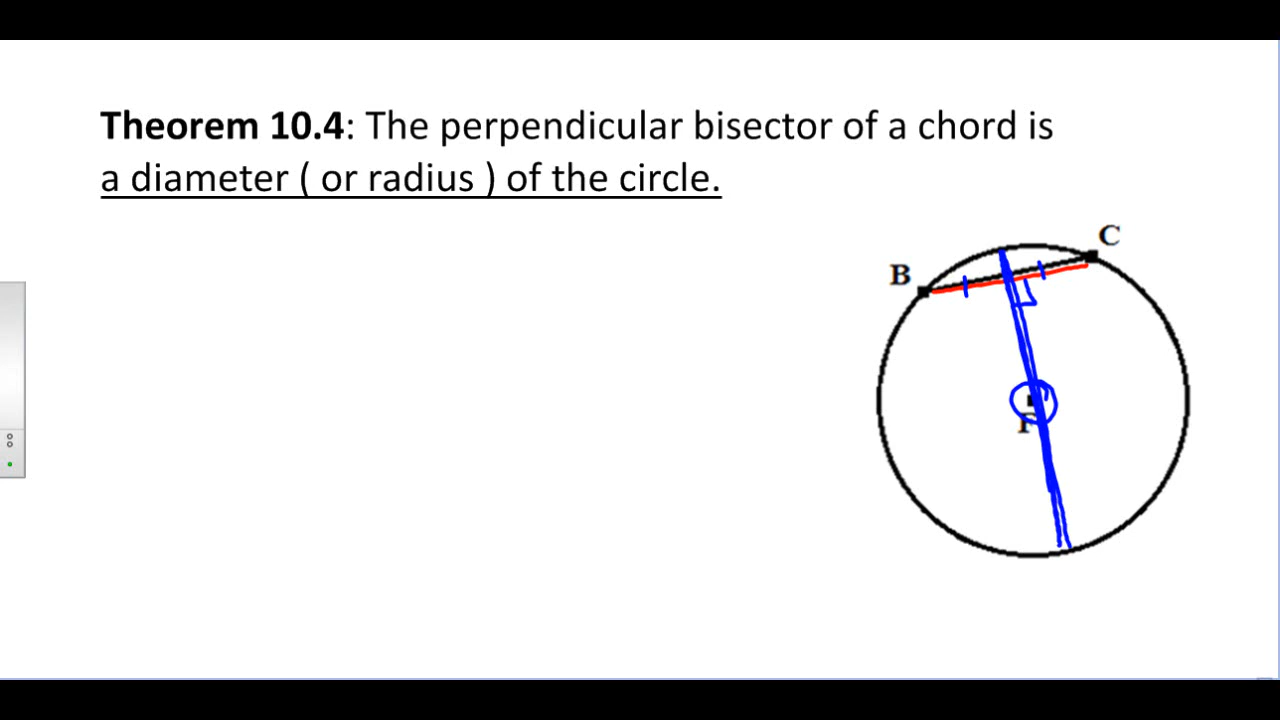 Theorem 10.4: The perpendicular bisector of a chord is
a diameter ( or radius ) of the circle.
C
B